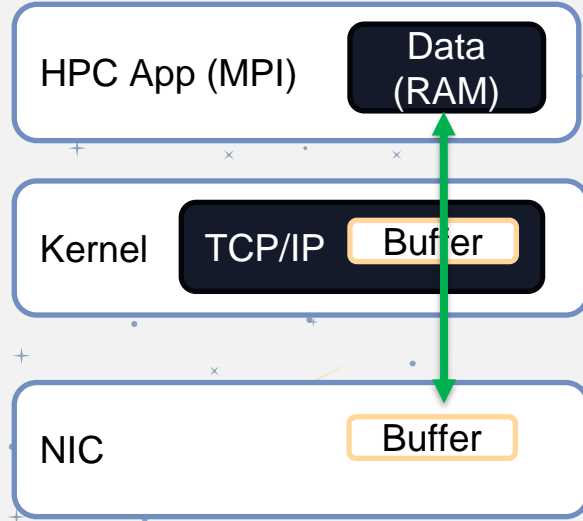 HPC App (MPI)
Data
(RAM)
Kernel
TCP/IP
Buffer
NIC
Buffer